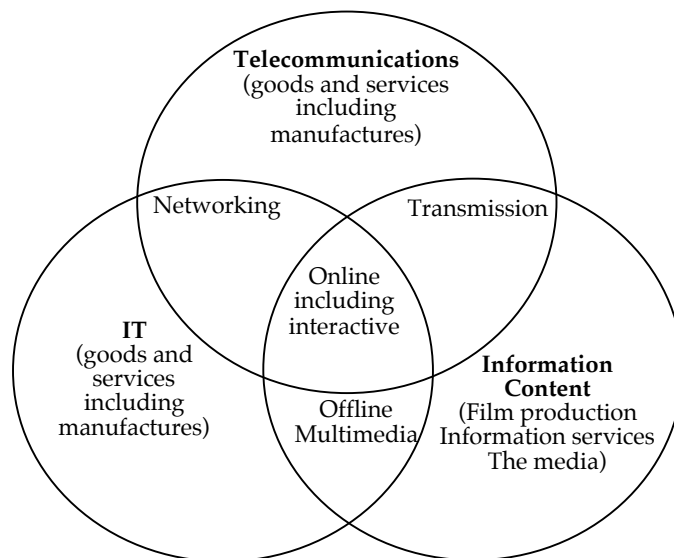 Telecommunications
(goods and services
including
manufactures)
Networking
Transmission
Online
including
interactive
IT
(goods and
services
including
manufactures)
Information
Content
(Film production
Information services
The media)
Offline
Multimedia